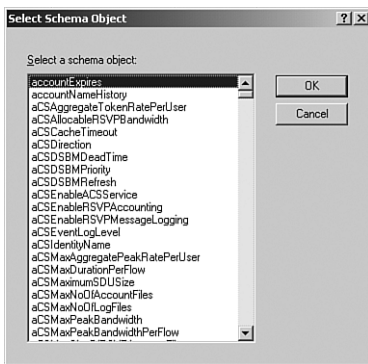 Select Schema Object
Select a schema object:
accountExpires
accountNameHistory
aCSAggregateTokenRatePerUser
aCSAllocableRSVPBandwidth
aCSCacheTimeout
aCSDirection
aCSDSBMDeadTime
aCSDSBMPriority
aCSDSBMRefresh
aCSEnableACSService
aCSEnableRSVPAccounting
aCSEnableRSVPMessageLogging
aCSEventLogLevel
aCSIdentityName
aCSMaxAggregatePeakRatePerUser
aCSMaxDurationPerFlow
aCSMaximumSDUSize
aCSMaxNoOfAccountFiles
aCSMaxNoOfLogFiles
aCSMaxPeakBandwidth
aCSMaxPeakBandwidthPerFlow
OK
Cancel